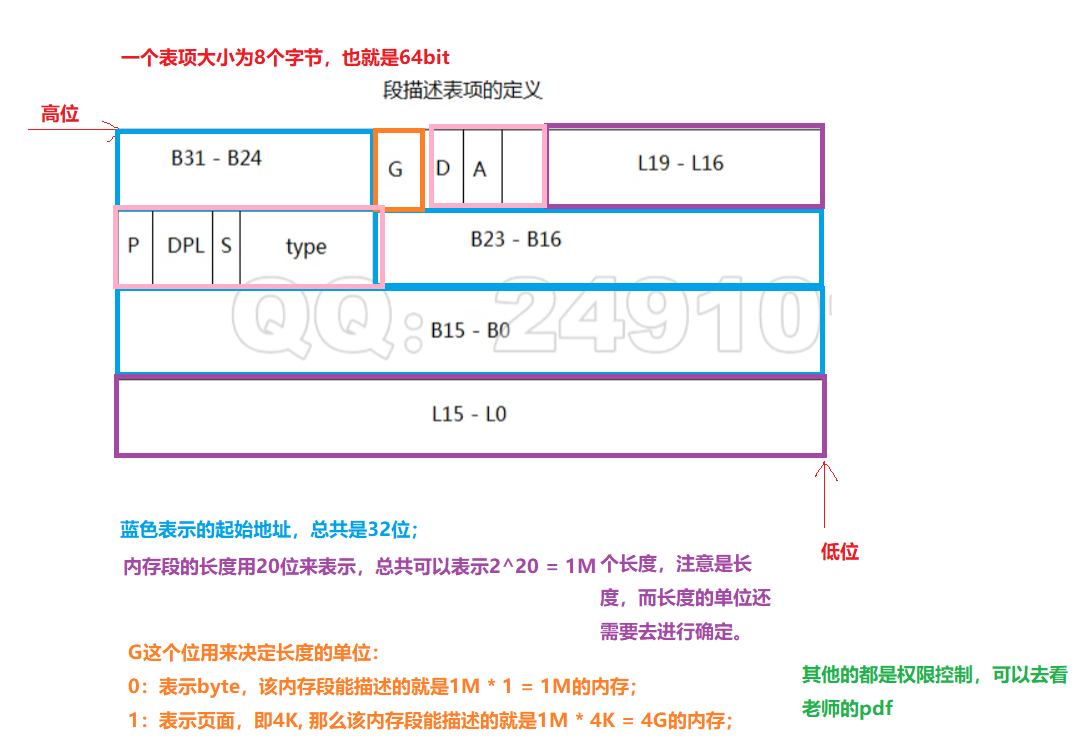 一个表项大小为8个字节，也就是64bit
段描述表项的定义
高位
B31 - B24
G
D
A
L19 - L16
P
DPL
S
type
B23 - B16
QQ：24910
B15 - B0
L15 - L0
蓝色表示的起始地址，总共是32位；
低位
内存段的长度用20位来表示，总共可以表示2^20 = 1M个长度，注意是长
度，而长度的单位还
需要去进行确定。
G这个位用来决定长度的单位：
0：表示byte，该内存段能描述的就是1M * 1 = 1M的内存；
1：表示页面，即4K, 那么该内存段能描述的就是1M * 4K = 4G的内存；
其他的都是权限控制，可以去看
老师的pdf